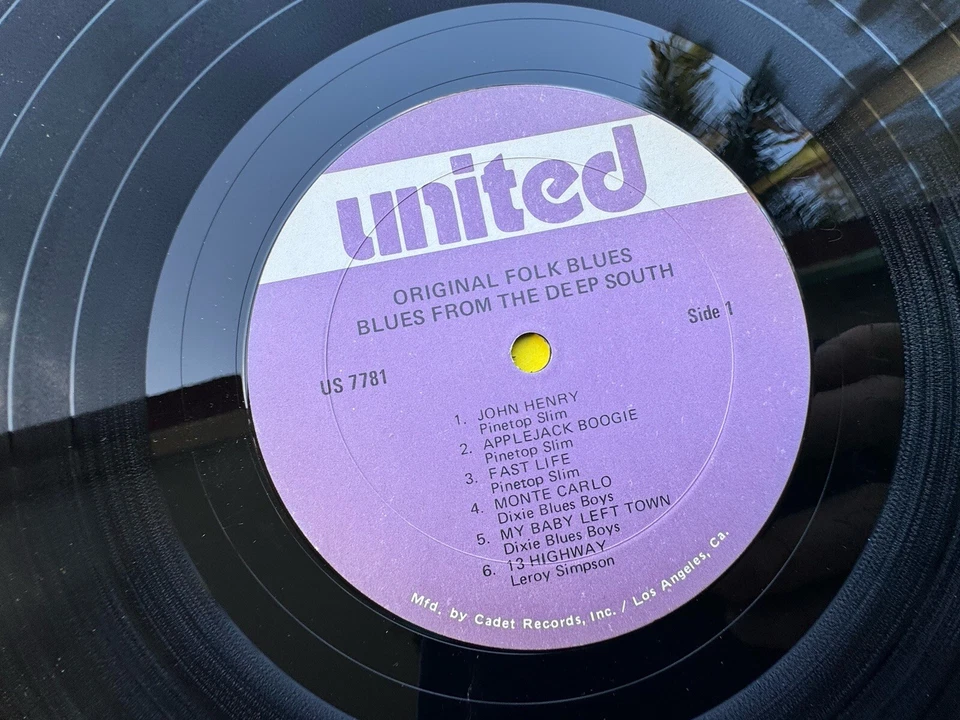 united
ORIGINAL FOLK BLUES
BLUES FROM THE DEEP SOUTH
Side 1
US 7781
1. JOHN HENRY
Pinetop Slim
2. APPLEJACK BOOGIE
Pinetop Slim
3. FAST LIFE
Pinetop Slim
4. MONTE CARLO
Dixie Blues Boys
5. MY BABY LEFT TOWN
Dixie Blues Boys
6. 13 HIGHWAY
Leroy Simpson
Mfd. by Cadet Records, Inc. / Los Angeles, Ca.